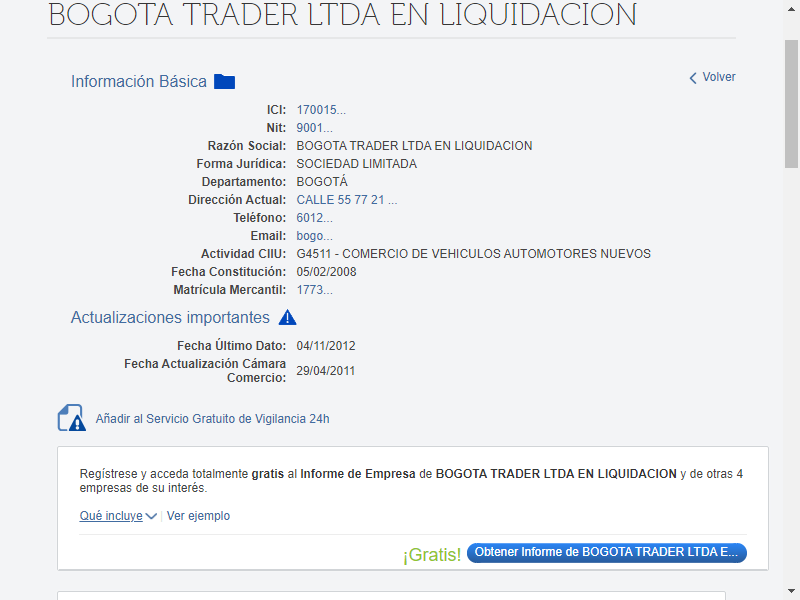 BOGOTA TRADER LTDA EN LIQUIDACION
Información Básica
Volver
ICI: 170015...
Nit: 9001...
Razón Social: BOGOTA TRADER LTDA EN LIQUIDACION
Forma Jurídica: SOCIEDAD LIMITADA
Departamento: BOGOTÁ
Dirección Actual: CALLE 55 77 21 ...
Teléfono: 6012...
Email: bogo...
Actividad CIIU: G4511 - COMERCIO DE VEHICULOS AUTOMOTORES NUEVOS
Fecha Constitución: 05/02/2008
Matrícula Mercantil: 1773...
Actualizaciones importantes
Fecha Último Dato: 04/11/2012
Fecha Actualización Cámara
Comercio: 29/04/2011
Añadir al Servicio Gratuito de Vigilancia 24h
Regístrese y acceda totalmente gratis al Informe de Empresa de BOGOTA TRADER LTDA EN LIQUIDACION y de otras 4
empresas de su interés.
Qué incluye | Ver ejemplo
¡Gratis! Obtener Informe de BOGOTA TRADER LTDA E...